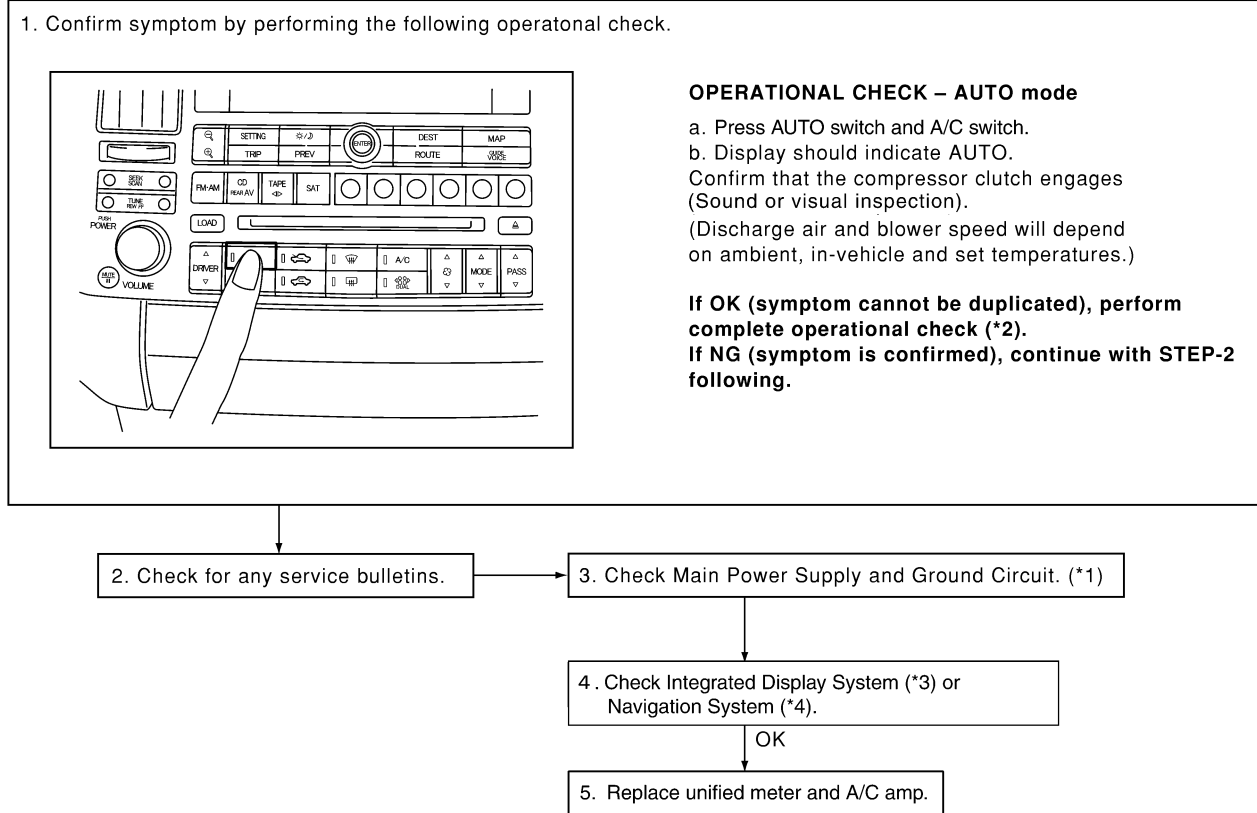 1. Confirm symptom by performing the following operatonal check.
OPERATIONAL CHECK – AUTO mode
a. Press AUTO switch and A/C switch.
b. Display should indicate AUTO.
Confirm that the compressor clutch engages
(Sound or visual inspection).
(Discharge air and blower speed will depend
on ambient, in-vehicle and set temperatures.)
If OK (symptom cannot be duplicated), perform
complete operational check (*2).
If NG (symptom is confirmed), continue with STEP-2
following.
SETTING
DEST
MAP
ENTER
TRIP
PREV
ROUTE
GUIDE
VOICE
SEEK
SCAN
FM·AM
CD
REAR AV
TAPE
SAT
TUNE
REW FF
PUSH
POWER
LOAD
DRIVER
A/C
MODE
PASS
DUAL
MUTE
VOLUME
2. Check for any service bulletins.
3. Check Main Power Supply and Ground Circuit. (*1)
4 . Check Integrated Display System (*3) or
Navigation System (*4).
OK
5. Replace unified meter and A/C amp.